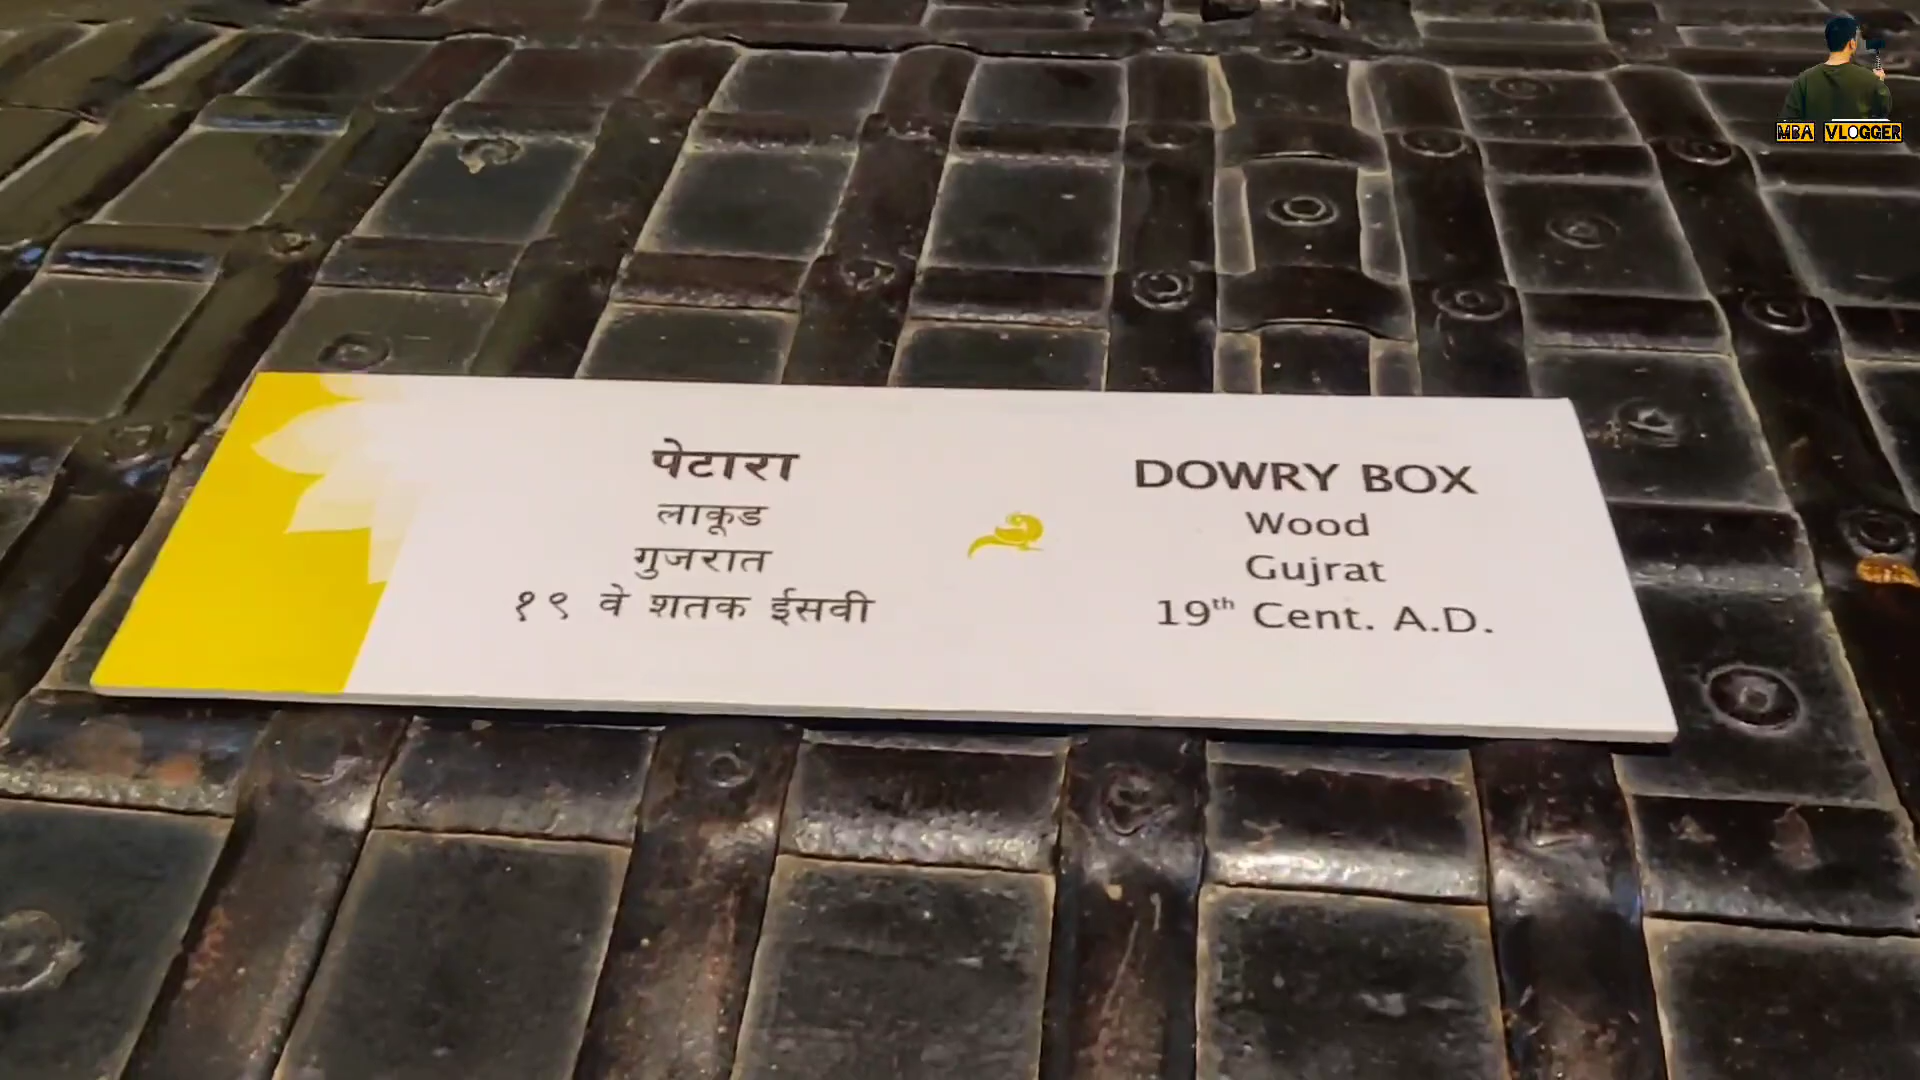 पेटारा
लाकूड
गुजरात
१९ वे शतक ईसवी
DOWRY BOX
Wood
Gujrat
19th Cent. A.D.
MBA VLOGGER